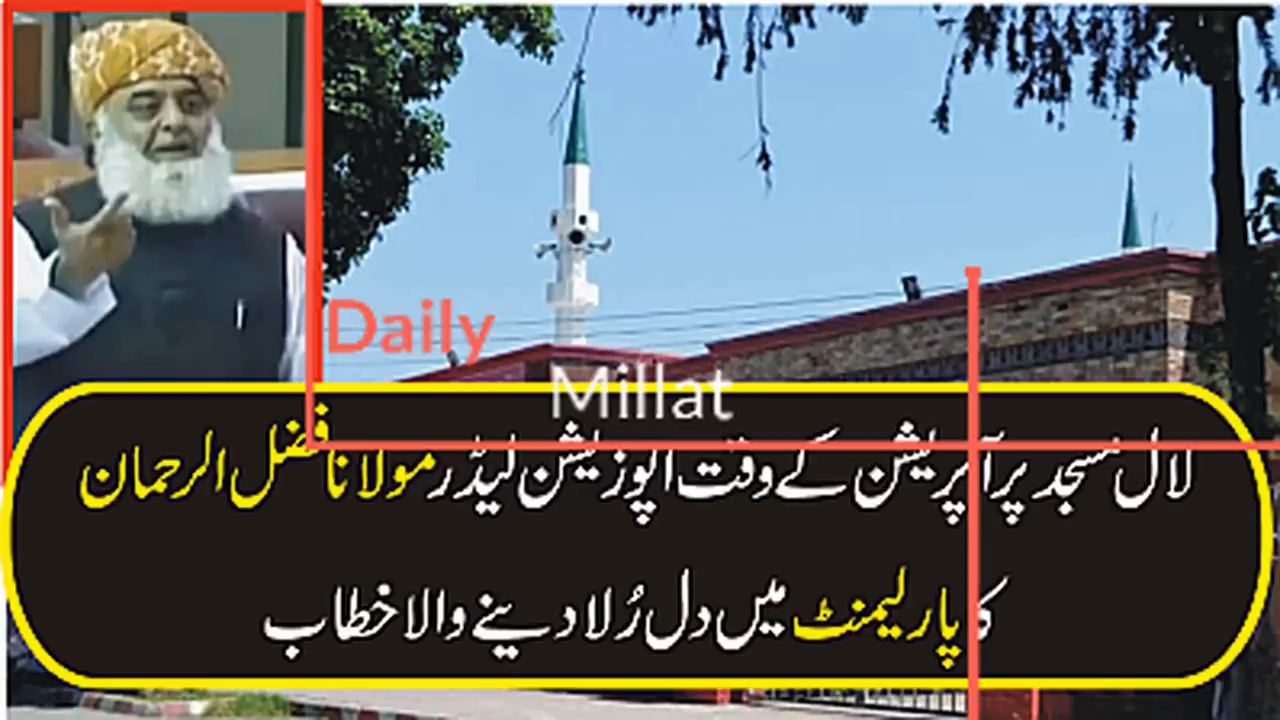 Daily
Millat
لال مسجد پر آپریشن کے وقت اپوزیشن لیڈر مولانا فضل الرحمان
کا پارلیمنٹ میں دل رُلا دینے والا خطاب